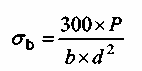 σb = 300 × P / b × d²